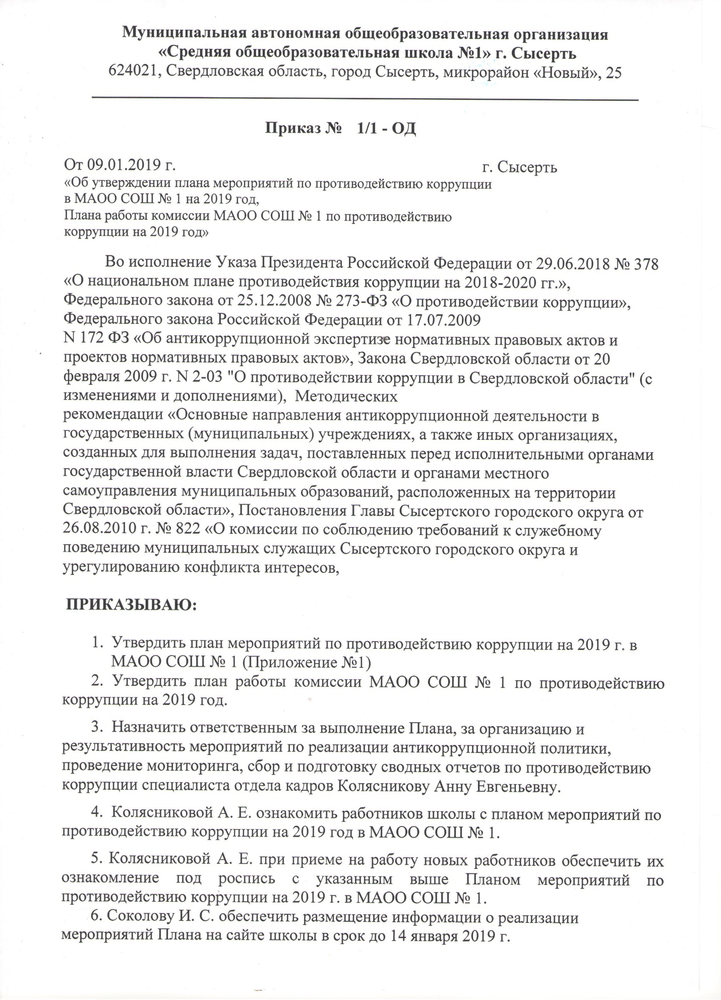 Муниципальная автономная общеобразовательная организация
«Средняя общеобразовательная школа №1» г. Сысерть
624021, Свердловская область, город Сысерть, микрорайон «Новый», 25
Приказ № 1/1 - ОД
От 09.01.2019 г. г. Сысерть
«Об утверждении плана мероприятий по противодействию коррупции
в МАОО СОШ № 1 на 2019 год,
Плана работы комиссии МАОО СОШ № 1 по противодействию
коррупции на 2019 год»
Во исполнение Указа Президента Российской Федерации от 29.06.2018 № 378
«О национальном плане противодействия коррупции на 2018-2020 гг.»,
Федерального закона от 25.12.2008 № 273-ФЗ «О противодействии коррупции»,
Федерального закона Российской Федерации от 17.07.2009
N 172 ФЗ «Об антикоррупционной экспертизе нормативных правовых актов и
проектов нормативных правовых актов», Закона Свердловской области от 20
февраля 2009 г. N 2-03 "О противодействии коррупции в Свердловской области" (с
изменениями и дополнениями), Методических
рекомендации «Основные направления антикоррупционной деятельности в
государственных (муниципальных) учреждениях, а также иных организациях,
созданных для выполнения задач, поставленных перед исполнительными органами
государственной власти Свердловской области и органами местного
самоуправления муниципальных образований, расположенных на территории
Свердловской области», Постановления Главы Сысертского городского округа от
26.08.2010 г. № 822 «О комиссии по соблюдению требований к служебному
поведению муниципальных служащих Сысертского городского округа и
урегулированию конфликта интересов,
ПРИКАЗЫВАЮ:
1. Утвердить план мероприятий по противодействию коррупции на 2019 г. в
МАОО СОШ № 1 (Приложение №1)
2. Утвердить план работы комиссии МАОО СОШ № 1 по противодействию
коррупции на 2019 год.
3. Назначить ответственным за выполнение Плана, за организацию и
результативность мероприятий по реализации антикоррупционной политики,
проведение мониторинга, сбор и подготовку сводных отчетов по противодействию
коррупции специалиста отдела кадров Колясникову Анну Евгеньевну.
4. Колясниковой А. Е. ознакомить работников школы с планом мероприятий по
противодействию коррупции на 2019 год в МАОО СОШ № 1.
5. Колясниковой А. Е. при приеме на работу новых работников обеспечить их
ознакомление под роспись с указанным выше Планом мероприятий по
противодействию коррупции на 2019 г. в МАОО СОШ № 1.
6. Соколову И. С. обеспечить размещение информации о реализации
мероприятий Плана на сайте школы в срок до 14 января 2019 г.